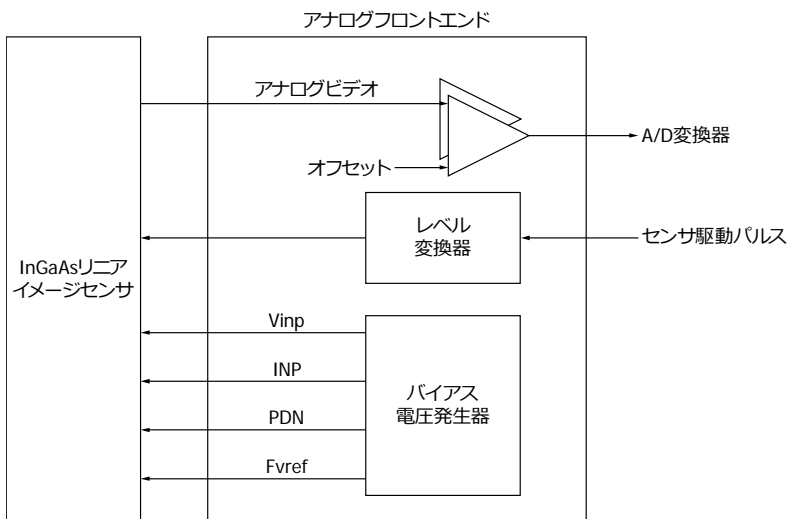 アナログフロントエンド
アナログビデオ
オフセット
A/D変換器
レベル
変換器
センサ駆動パルス
InGaAsリニア
イメージセンサ
Vinp
INP
PDN
Fvref
バイアス
電圧発生器